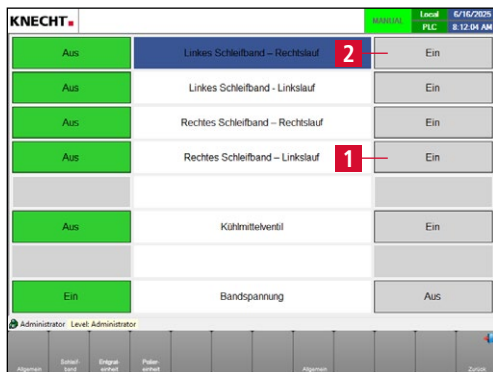 KNECHT
MANUAL
Local 6/16/2025
PLC 8:12:04 AM
Aus Linkes Schleifband – Rechtslauf 2 Ein
Aus Linkes Schleifband - Linkslauf Ein
Aus Rechtes Schleifband – Rechtslauf Ein
Aus Rechtes Schleifband – Linkslauf 1 Ein
Aus Kühlmittelventil Ein
Ein Bandspannung Aus
Administrator Level: Administrator
Allgemein Schleif-band Entgrat-einheit Polier-einheit Allgemein Zurück